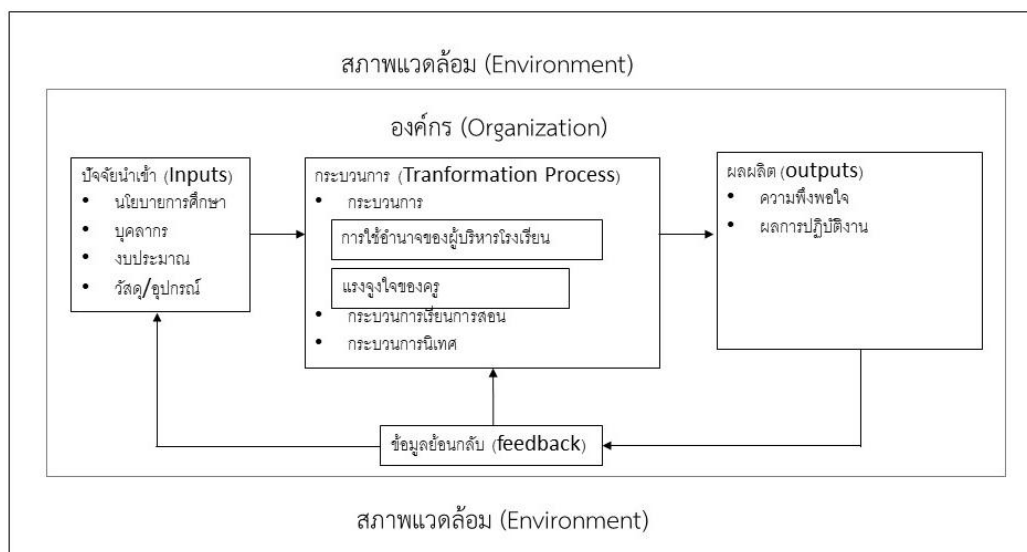 สภาพแวดล้อม (Environment)
องค์กร (Organization)
ปัจจัยนำเข้า (Inputs)
• นโยบายการศึกษา
• บุคลากร
• งบประมาณ
• วัสดุ/อุปกรณ์
กระบวนการ (Tranformation Process)
• กระบวนการ
การใช้อำนาจของผู้บริหารโรงเรียน
แรงจูงใจของครู
• กระบวนการเรียนการสอน
• กระบวนการนิเทศ
ผลผลิต (outputs)
• ความพึงพอใจ
• ผลการปฏิบัติงาน
ข้อมูลย้อนกลับ (feedback)
สภาพแวดล้อม (Environment)